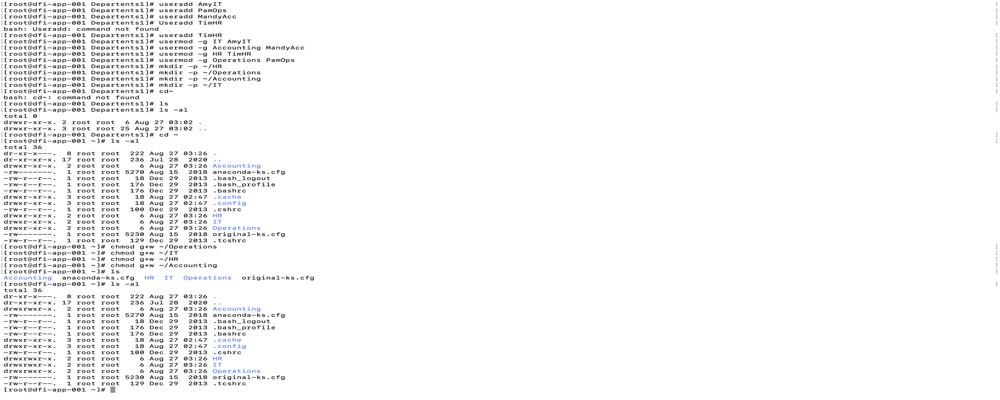 [[root@dfi-app-001 Departents1]# useradd AmyIT ]
[[root@dfi-app-001 Departents1]# useradd PamOps ]
[[root@dfi-app-001 Departents1]# useradd MandyAcc ]
[[root@dfi-app-001 Departents1]# Useradd TimHR ]
bash: Useradd: command not found
[[root@dfi-app-001 Departents1]# useradd TimHR ]
[[root@dfi-app-001 Departents1]# usermod -g IT AmyIT ]
[[root@dfi-app-001 Departents1]# usermod -g Accounting MandyAcc ]
[[root@dfi-app-001 Departents1]# usermod -g HR TimHR ]
[[root@dfi-app-001 Departents1]# usermod -g Operations PamOps ]
[[root@dfi-app-001 Departents1]# mkdir -p ~/HR ]
[[root@dfi-app-001 Departents1]# mkdir -p ~/Operations ]
[[root@dfi-app-001 Departents1]# mkdir -p ~/Accounting ]
[[root@dfi-app-001 Departents1]# mkdir -p ~/IT ]
[[root@dfi-app-001 Departents1]# cd~ ]
bash: cd~: command not found
[[root@dfi-app-001 Departents1]# ls ]
[[root@dfi-app-001 Departents1]# ls -al ]
total 0
drwxr-xr-x. 2 root root  6 Aug 27 03:02 .
drwxr-xr-x. 3 root root 25 Aug 27 03:02 ..
[[root@dfi-app-001 Departents1]# cd ~ ]
[[root@dfi-app-001 ~]# ls -al ]
total 36
dr-xr-x---.  8 root root  222 Aug 27 03:26 .
dr-xr-xr-x. 17 root root  236 Jul 28  2020 ..
drwxr-xr-x.  2 root root    6 Aug 27 03:26 Accounting
-rw-------.  1 root root 5270 Aug 15  2018 anaconda-ks.cfg
-rw-r--r--.  1 root root   18 Dec 29  2013 .bash_logout
-rw-r--r--.  1 root root  176 Dec 29  2013 .bash_profile
-rw-r--r--.  1 root root  176 Dec 29  2013 .bashrc
drwxr-xr-x.  3 root root   18 Aug 27 02:47 .cache
drwxr-xr-x.  3 root root   18 Aug 27 02:47 .config
-rw-r--r--.  1 root root  100 Dec 29  2013 .cshrc
drwxr-xr-x.  2 root root    6 Aug 27 03:26 HR
drwxr-xr-x.  2 root root    6 Aug 27 03:26 IT
drwxr-xr-x.  2 root root    6 Aug 27 03:26 Operations
-rw-------.  1 root root 5230 Aug 15  2018 original-ks.cfg
-rw-r--r--.  1 root root  129 Dec 29  2013 .tcshrc
[[root@dfi-app-001 ~]# chmod g+w ~/Operations ]
[[root@dfi-app-001 ~]# chmod g+w ~/IT ]
[[root@dfi-app-001 ~]# chmod g+w ~/HR ]
[[root@dfi-app-001 ~]# chmod g+w ~/Accounting ]
[[root@dfi-app-001 ~]# ls ]
Accounting  anaconda-ks.cfg  HR  IT  Operations  original-ks.cfg
[[root@dfi-app-001 ~]# ls -al ]
total 36
dr-xr-x---.  8 root root  222 Aug 27 03:26 .
dr-xr-xr-x. 17 root root  236 Jul 28  2020 ..
drwxrwxr-x.  2 root root    6 Aug 27 03:26 Accounting
-rw-------.  1 root root 5270 Aug 15  2018 anaconda-ks.cfg
-rw-r--r--.  1 root root   18 Dec 29  2013 .bash_logout
-rw-r--r--.  1 root root  176 Dec 29  2013 .bash_profile
-rw-r--r--.  1 root root  176 Dec 29  2013 .bashrc
drwxr-xr-x.  3 root root   18 Aug 27 02:47 .cache
drwxr-xr-x.  3 root root   18 Aug 27 02:47 .config
-rw-r--r--.  1 root root  100 Dec 29  2013 .cshrc
drwxrwxr-x.  2 root root    6 Aug 27 03:26 HR
drwxrwxr-x.  2 root root    6 Aug 27 03:26 IT
drwxrwxr-x.  2 root root    6 Aug 27 03:26 Operations
-rw-------.  1 root root 5230 Aug 15  2018 original-ks.cfg
-rw-r--r--.  1 root root  129 Dec 29  2013 .tcshrc
[root@dfi-app-001 ~]#